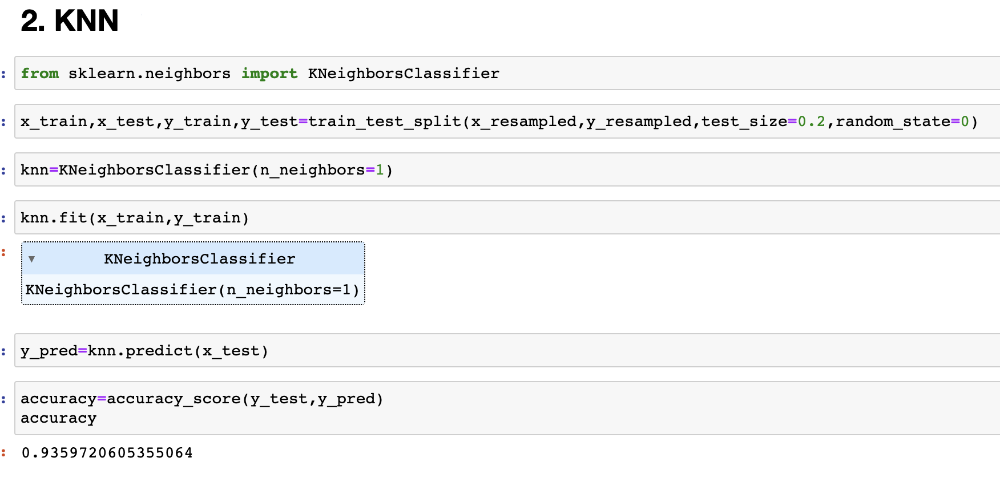 2. KNN
: from sklearn.neighbors import KNeighborsClassifier
: x_train,x_test,y_train,y_test=train_test_split(x_resampled,y_resampled,test_size=0.2,random_state=0)
: knn=KNeighborsClassifier(n_neighbors=1)
: knn.fit(x_train,y_train)
: ▼ KNeighborsClassifier
KNeighborsClassifier(n_neighbors=1)
: y_pred=knn.predict(x_test)
: accuracy=accuracy_score(y_test,y_pred)
accuracy
: 0.9359720605355064